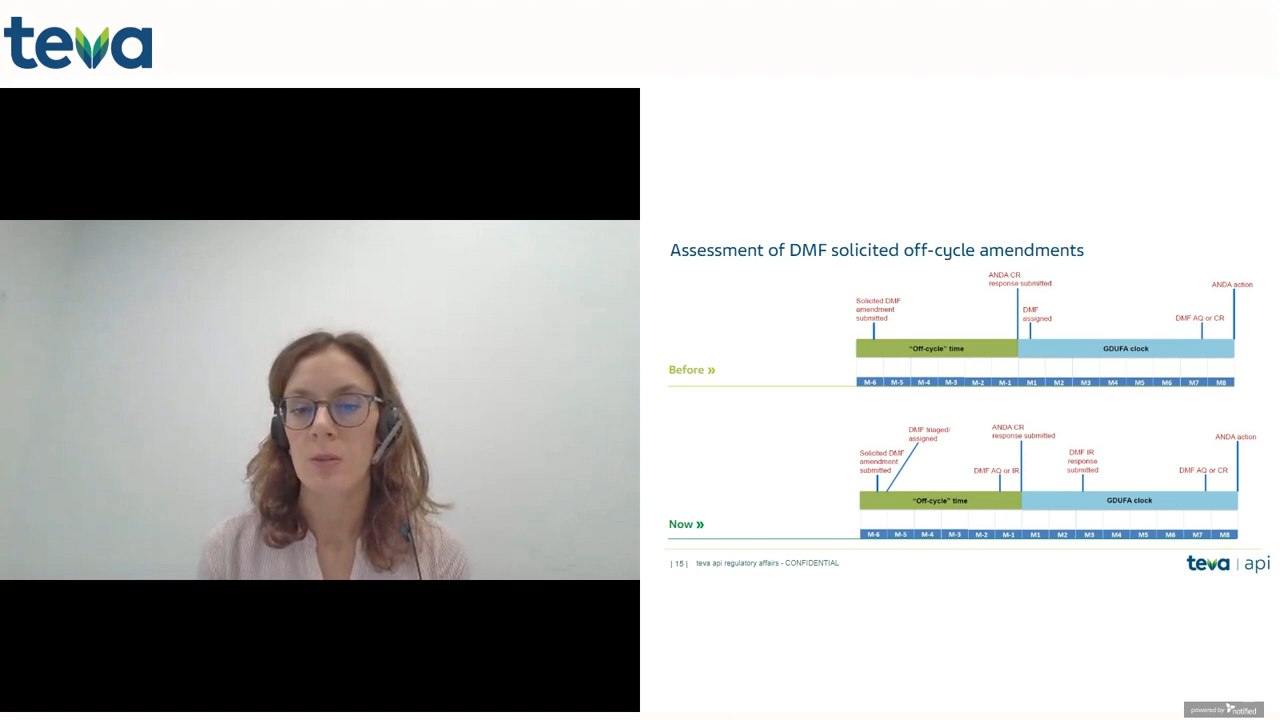 teva
Assessment of DMF solicited off-cycle amendments
ANDA CR
response submitted
ANDA action
Solicited DMF
amendment
submitted
DMF
assigned
DMF AQ or CR
"Off-cycle" time
GDUFA clock
Before »
M-6 M-5 M-4 M-3 M-2 M-1 M1 M2 M3 M4 M5 M6 M7 M8
DMF triaged/
assigned
ANDA CR
response submitted
ANDA action
Solicited DMF
amendment
submitted
DMF AQ or IR
DMF IR
response
submitted
DMF AQ or CR
"Off-cycle" time
GDUFA clock
Now »
M-6 M-5 M-4 M-3 M-2 M-1 M1 M2 M3 M4 M5 M6 M7 M8
| 15 | teva api regulatory affairs - CONFIDENTIAL
teva | api
powered by notified